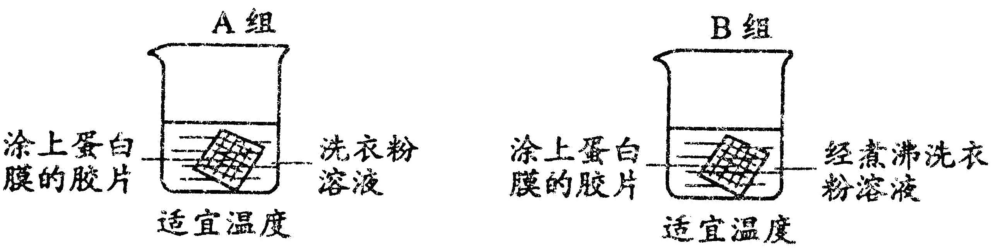 A 组
涂上蛋白
膜的胶片
洗衣粉
溶液
适宜温度
B 组
涂上蛋白
膜的胶片
经煮沸洗衣
粉溶液
适宜温度